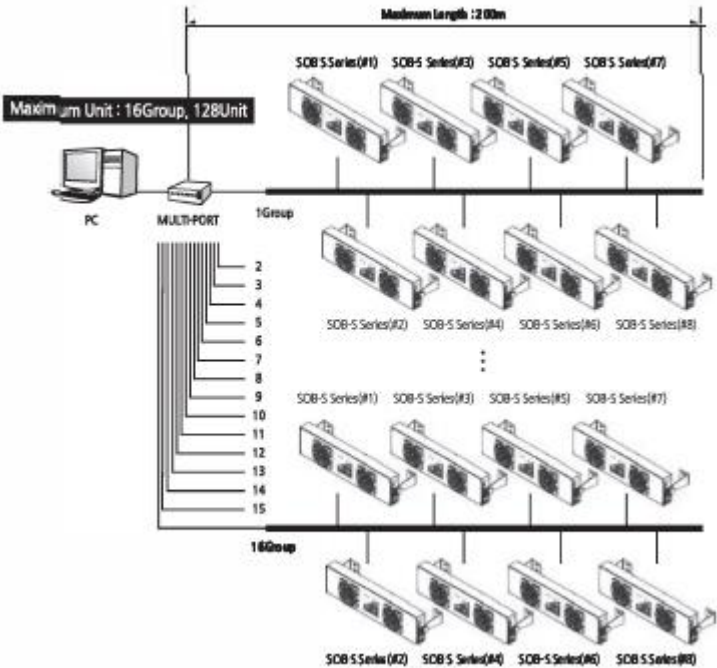 Maximum Length : 200m
SOB-S Series(#1) SOB-S Series(#3) SOB-S Series(#5) SOB-S Series(#7)
Maximum Unit : 16Group, 128Unit
PC
MULTI-PORT
1Group
2
3
4
5
6
7
8
9
10
11
12
13
14
15
SOB-S Series(#2) SOB-S Series(#4) SOB-S Series(#6) SOB-S Series(#8)
SOB-S Series(#1) SOB-S Series(#3) SOB-S Series(#5) SOB-S Series(#7)
16Group
SOB-S Series(#2) SOB-S Series(#4) SOB-S Series(#6) SOB-S Series(#8)